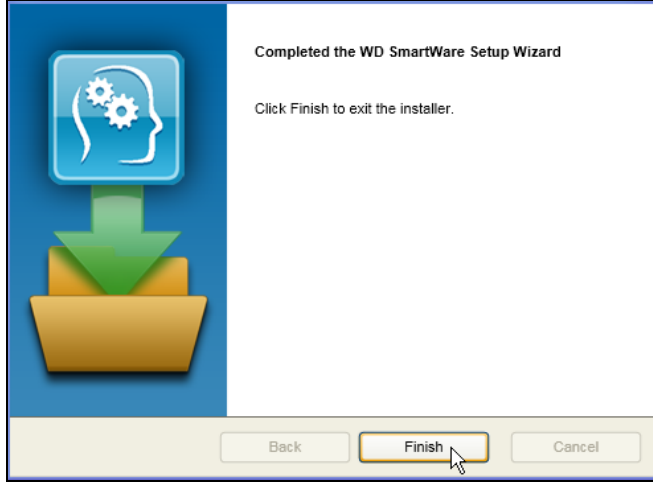 Completed the WD SmartWare Setup Wizard
Click Finish to exit the installer.
Back
Finish
Cancel